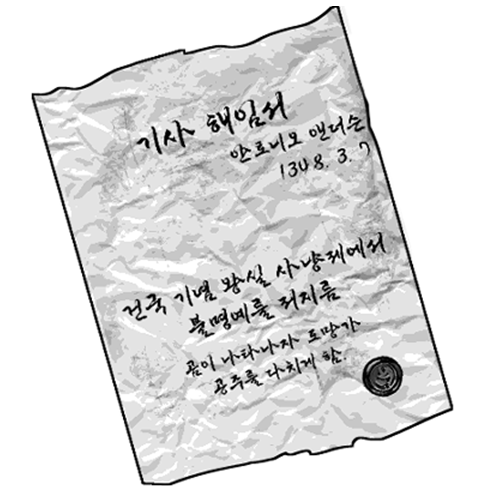 기사 해임서
안토니오 앤더슨
1348. 3. 7
건국 기념 왕실 사냥제에서
불명예를 저지름
곰이 나타나자 도망가
공주를 다치게 함.